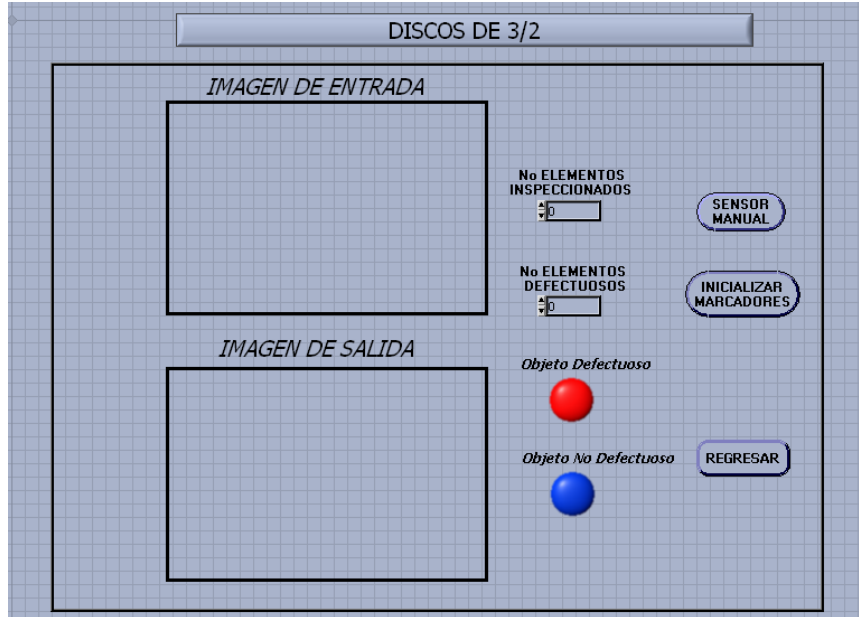 DISCOS DE 3/2
IMAGEN DE ENTRADA
No ELEMENTOS
INSPECCIONADOS
0
SENSOR
MANUAL
No ELEMENTOS
DEFECTUOSOS
0
INICIALIZAR
MARCADORES
IMAGEN DE SALIDA
Objeto Defectuoso
Objeto No Defectuoso
REGRESAR